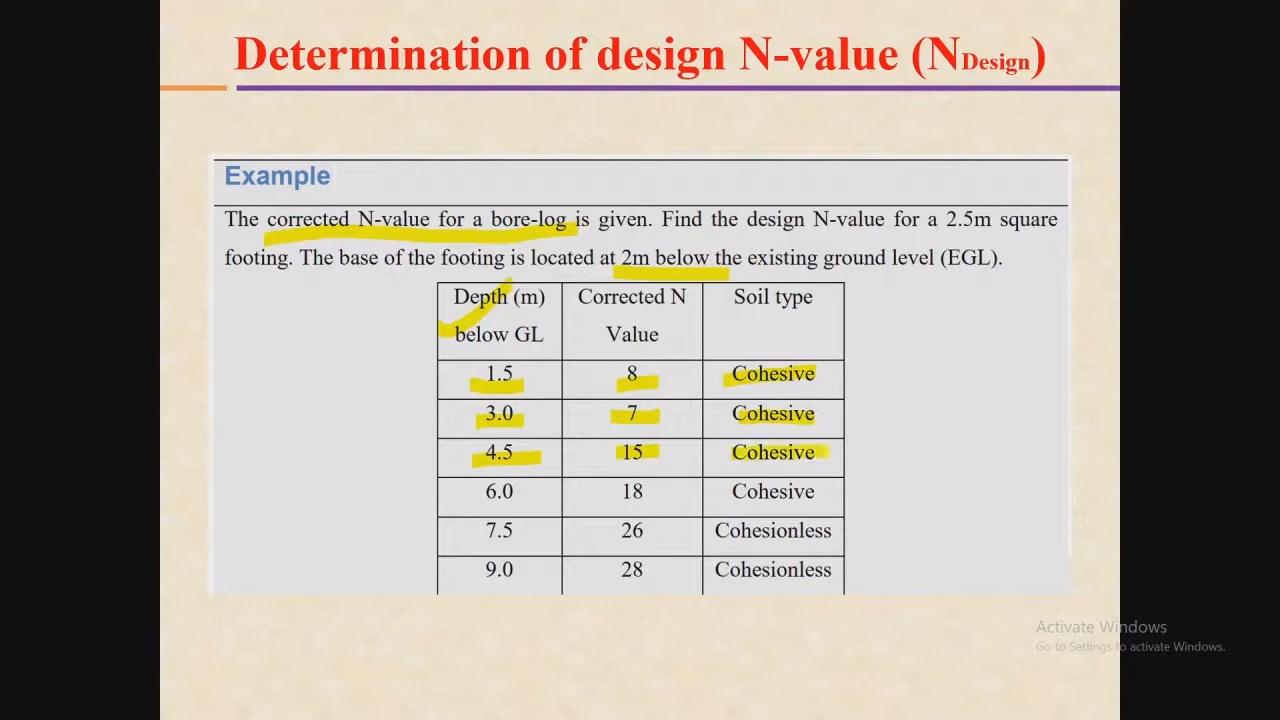 Determination of design N-value (NDesign)
Example
The corrected N-value for a bore-log is given. Find the design N-value for a 2.5m square
footing. The base of the footing is located at 2m below the existing ground level (EGL).
Depth (m) below GL Corrected N Value Soil type
1.5 8 Cohesive
3.0 7 Cohesive
4.5 15 Cohesive
6.0 18 Cohesive
7.5 26 Cohesionless
9.0 28 Cohesionless
Activate Windows
Go to Settings to activate Windows.